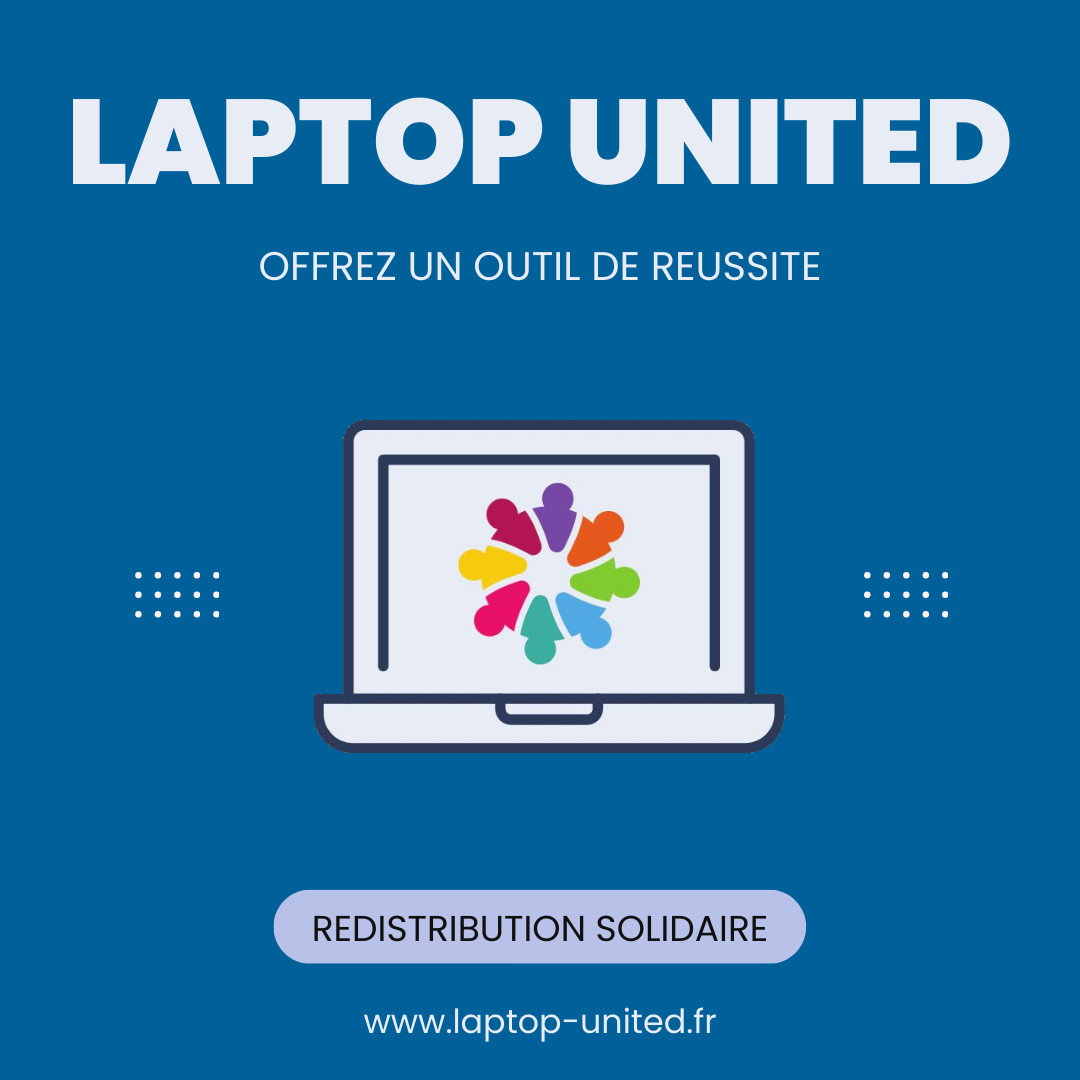 LAPTOP UNITED
OFFREZ UN OUTIL DE REUSSITE
REDISTRIBUTION SOLIDAIRE
www.laptop-united.fr